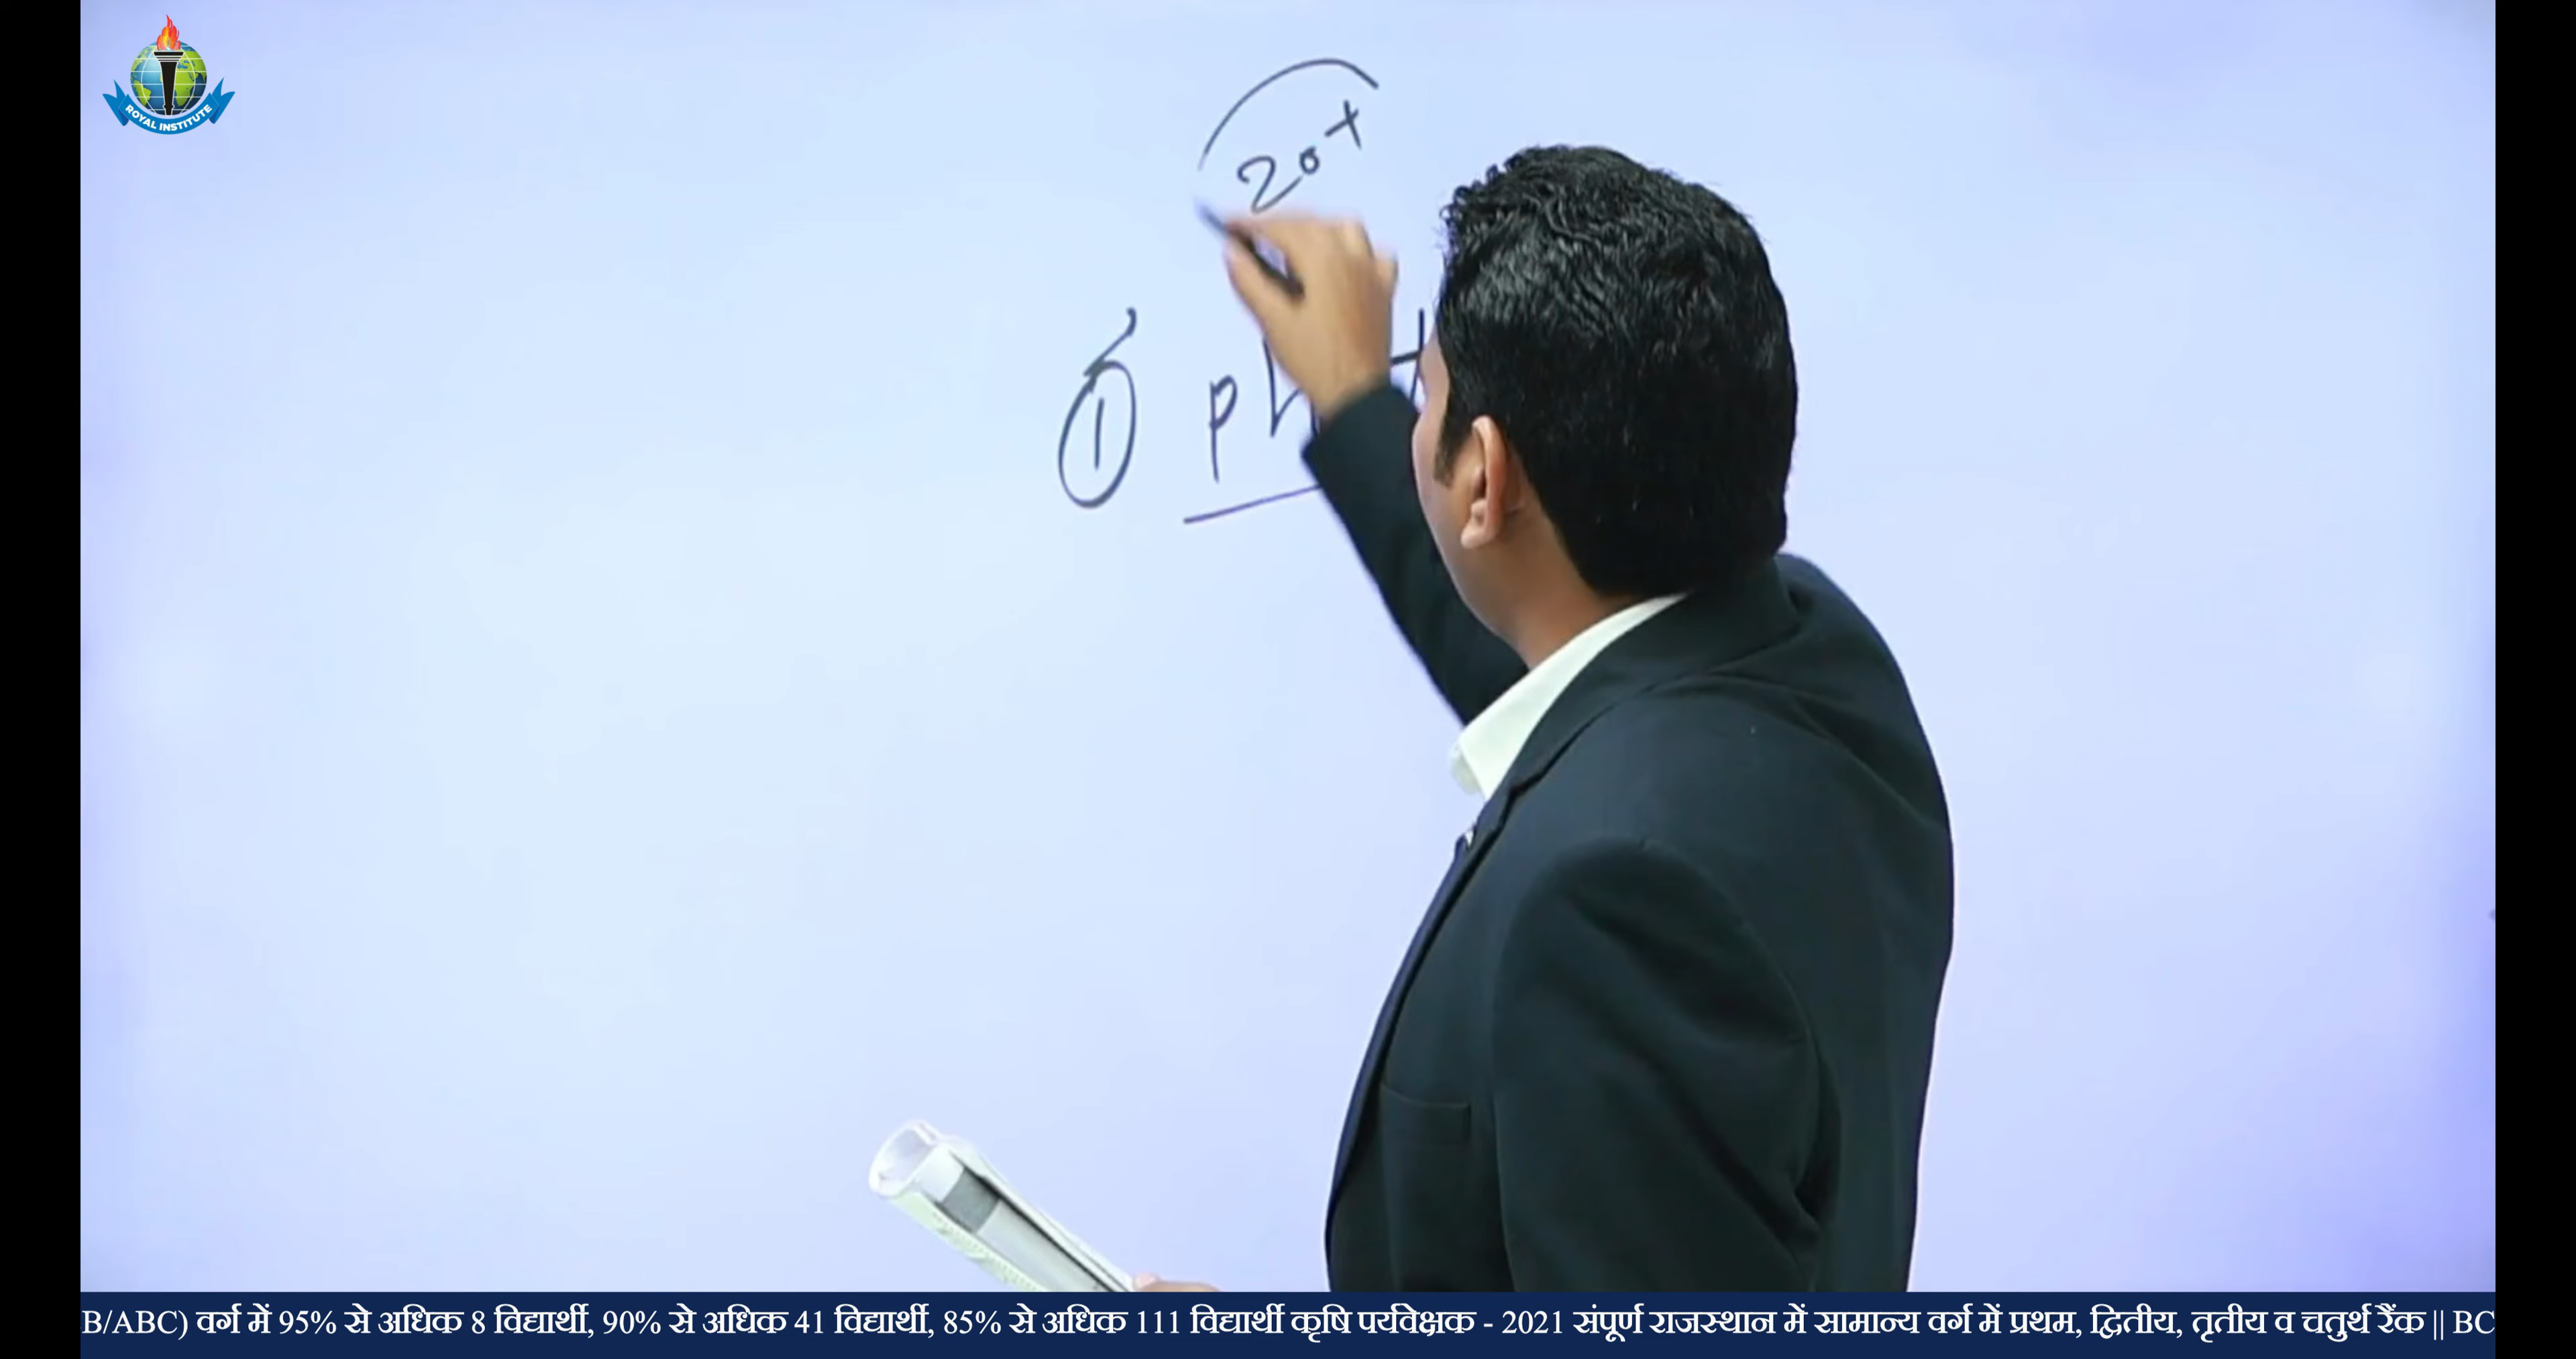 ROYAL INSTITUTE
20+
①
B/ABC) वर्ग में 95% से अधिक 8 विद्यार्थी, 90% से अधिक 41 विद्यार्थी, 85% से अधिक 111 विद्यार्थी कृषि पर्यवेक्षक - 2021 संपूर्ण राजस्थान में सामान्य वर्ग में प्रथम, द्वितीय, तृतीय व चतुर्थ रैंक || BC